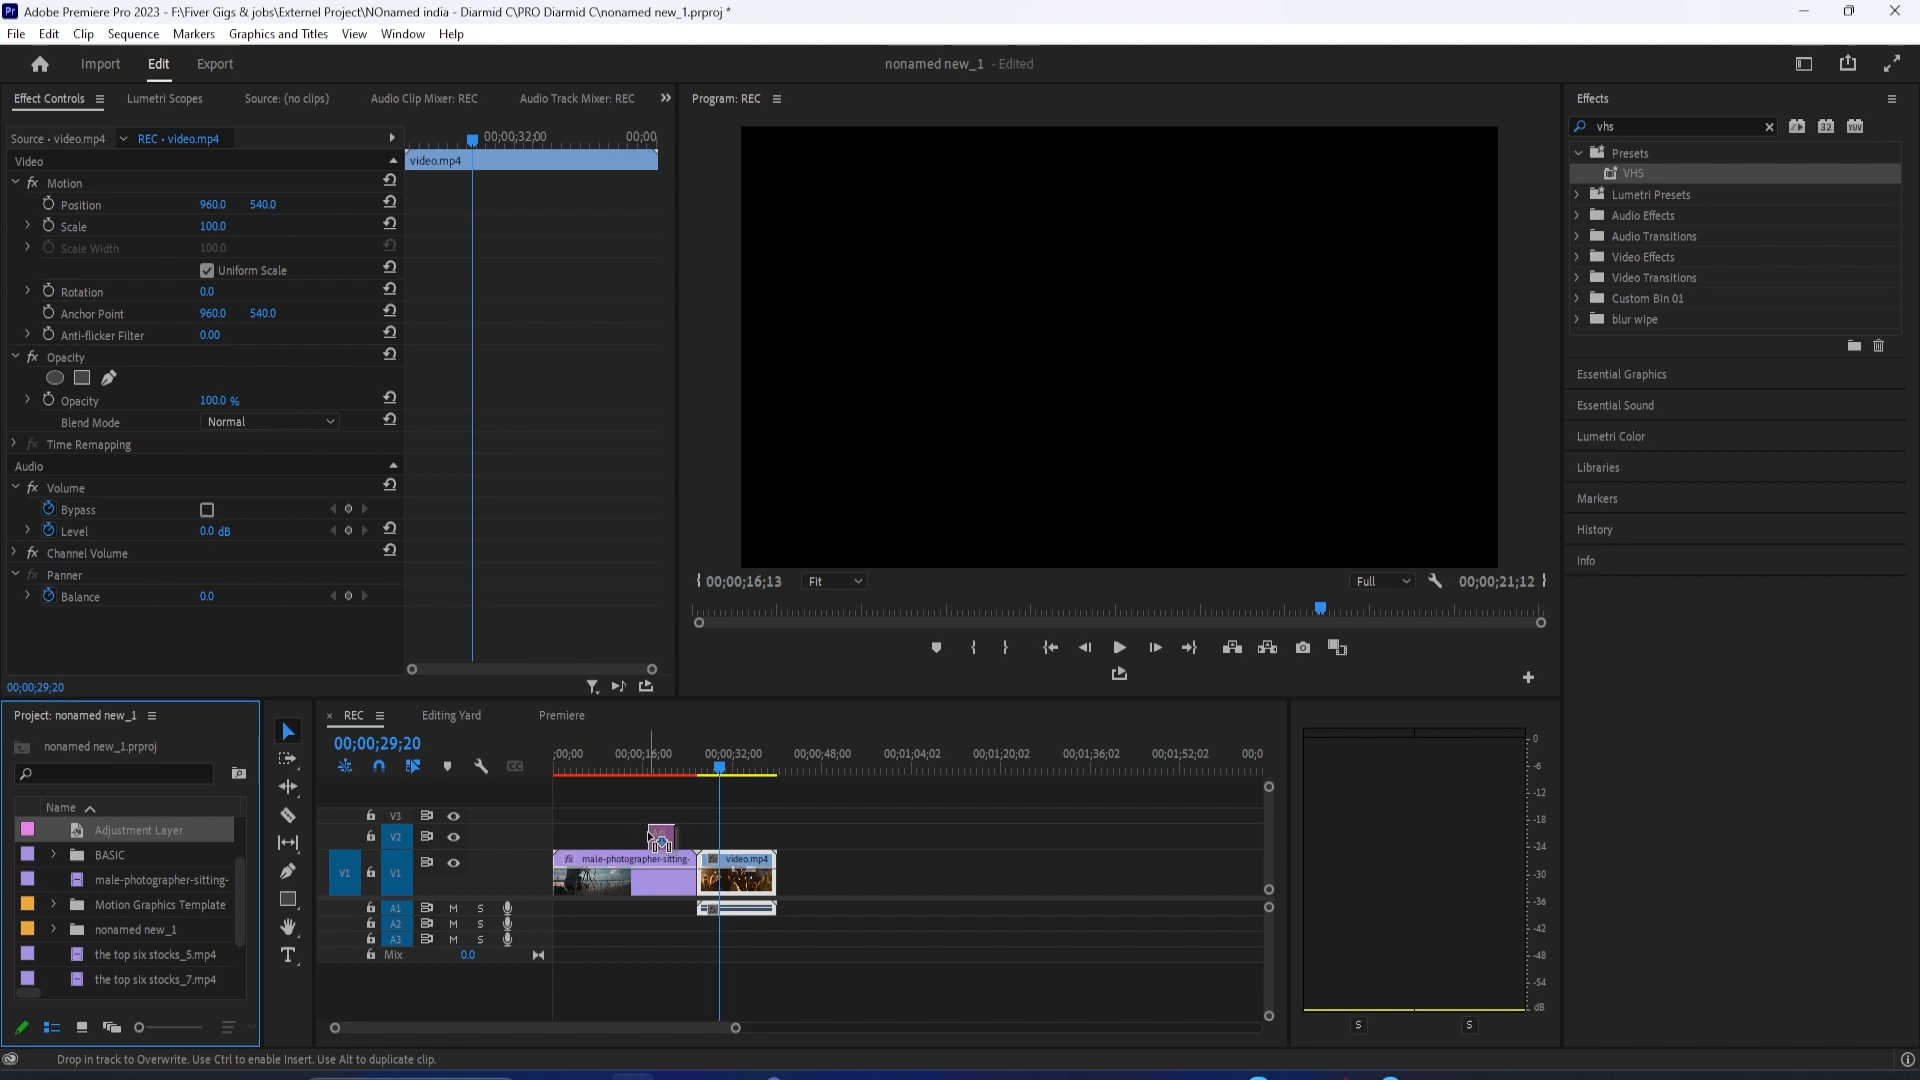 Adobe Premiere Pro 2023 - F:\Fiver Gigs & jobs\Externel Project\NOnamed india - Diarmid C\PRO Diarmid C\nonamed new_1.prproj *
File Edit Clip Sequence Markers Graphics and Titles View Window Help
Import Edit Export
nonamed new_1 - Edited
Effect Controls Lumetri Scopes Source: (no clips) Audio Clip Mixer: REC Audio Track Mixer: REC
Source • video.mp4 REC • video.mp4
00;00;32;00 00;00
Video
video.mp4
fx Motion
Position 960.0 540.0
Scale 100.0
Scale Width 100.0
Uniform Scale
Rotation 0.0
Anchor Point 960.0 540.0
Anti-flicker Filter 0.00
fx Opacity
Opacity 100.0 %
Blend Mode Normal
fx Time Remapping
Audio
fx Volume
Bypass
Level 0.0 dB
fx Channel Volume
fx Panner
Balance 0.0
00;00;29;20
Program: REC
00;00;16;13 Fit Full 00;00;21;12
Effects
vhs
32 YUV
Presets
VHS
Lumetri Presets
Audio Effects
Audio Transitions
Video Effects
Video Transitions
Custom Bin 01
blur wipe
Essential Graphics
Essential Sound
Lumetri Color
Libraries
Markers
History
Info
Project: nonamed new_1
nonamed new_1.prproj
Name
Adjustment Layer
BASIC
male-photographer-sitting-
Motion Graphics Template
nonamed new_1
the top six stocks_5.mp4
the top six stocks_7.mp4
REC Editing Yard Premiere
00;00;29;20
;00;00 00;00;16;00 00;00;32;00 00;00;48;00 00;01;04;02 00;01;20;02 00;01;36;02 00;01;52;02 00;0
V3
V2
V1 V1
fx male-photographer-sitting- fx video.mp4
A1 M S
A2 M S
A3 M S
Mix 0.0
0
-6
-12
-18
-24
-30
-36
-42
-48
-54
dB
S S
Drop in track to Overwrite. Use Ctrl to enable Insert. Use Alt to duplicate clip.